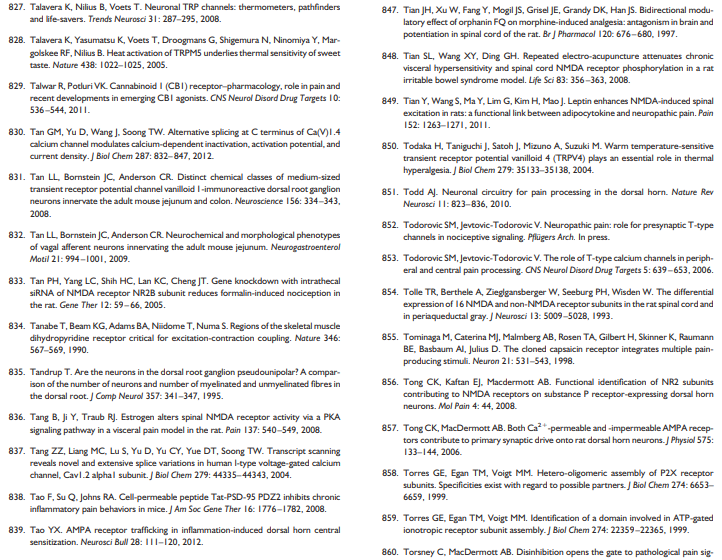 827. Talavera K, Nilius B, Voets T. Neuronal TRP channels: thermometers, pathfinders
and life-savers. Trends Neurosci 31: 287–295, 2008.
828. Talavera K, Yasumatsu K, Voets T, Droogmans G, Shigemura N, Ninomiya Y, Mar-
golskee RF, Nilius B. Heat activation of TRPM5 underlies thermal sensitivity of sweet
taste. Nature 438: 1022–1025, 2005.
829. Talwar R, Potluri VK. Cannabinoid 1 (CB1) receptor–pharmacology, role in pain and
recent developments in emerging CB1 agonists. CNS Neurol Disord Drug Targets 10:
536–544, 2011.
830. Tan GM, Yu D, Wang J, Soong TW. Alternative splicing at C terminus of Ca(V)1.4
calcium channel modulates calcium-dependent inactivation, activation potential, and
current density. J Biol Chem 287: 832–847, 2012.
831. Tan LL, Bornstein JC, Anderson CR. Distinct chemical classes of medium-sized
transient receptor potential channel vanilloid 1-immunoreactive dorsal root ganglion
neurons innervate the adult mouse jejunum and colon. Neuroscience 156: 334–343,
2008.
832. Tan LL, Bornstein JC, Anderson CR. Neurochemical and morphological phenotypes
of vagal afferent neurons innervating the adult mouse jejunum. Neurogastroenterol
Motil 21: 994–1001, 2009.
833. Tan PH, Yang LC, Shih HC, Lan KC, Cheng JT. Gene knockdown with intrathecal
siRNA of NMDA receptor NR2B subunit reduces formalin-induced nociception in
the rat. Gene Ther 12: 59–66, 2005.
834. Tanabe T, Beam KG, Adams BA, Niidome T, Numa S. Regions of the skeletal muscle
dihydropyridine receptor critical for excitation-contraction coupling. Nature 346:
567–569, 1990.
835. Tandrup T. Are the neurons in the dorsal root ganglion pseudounipolar? A compar-
ison of the number of neurons and number of myelinated and unmyelinated fibres in
the dorsal root. J Comp Neurol 357: 341–347, 1995.
836. Tang B, Ji Y, Traub RJ. Estrogen alters spinal NMDA receptor activity via a PKA
signaling pathway in a visceral pain model in the rat. Pain 137: 540–549, 2008.
837. Tang ZZ, Liang MC, Lu S, Yu D, Yu CY, Yue DT, Soong TW. Transcript scanning
reveals novel and extensive splice variations in human l-type voltage-gated calcium
channel, Cav1.2 alpha1 subunit. J Biol Chem 279: 44335–44343, 2004.
838. Tao F, Su Q, Johns RA. Cell-permeable peptide Tat-PSD-95 PDZ2 inhibits chronic
inflammatory pain behaviors in mice. J Am Soc Gene Ther 16: 1776–1782, 2008.
839. Tao YX. AMPA receptor trafficking in inflammation-induced dorsal horn central
sensitization. Neurosci Bull 28: 111–120, 2012.
847. Tian JH, Xu W, Fang Y, Mogil JS, Grisel JE, Grandy DK, Han JS. Bidirectional modu-
latory effect of orphanin FQ on morphine-induced analgesia: antagonism in brain and
potentiation in spinal cord of the rat. Br J Pharmacol 120: 676–680, 1997.
848. Tian SL, Wang XY, Ding GH. Repeated electro-acupuncture attenuates chronic
visceral hypersensitivity and spinal cord NMDA receptor phosphorylation in a rat
irritable bowel syndrome model. Life Sci 83: 356–363, 2008.
849. Tian Y, Wang S, Ma Y, Lim G, Kim H, Mao J. Leptin enhances NMDA-induced spinal
excitation in rats: a functional link between adipocytokine and neuropathic pain. Pain
152: 1263–1271, 2011.
850. Todaka H, Taniguchi J, Satoh J, Mizuno A, Suzuki M. Warm temperature-sensitive
transient receptor potential vanilloid 4 (TRPV4) plays an essential role in thermal
hyperalgesia. J Biol Chem 279: 35133–35138, 2004.
851. Todd AJ. Neuronal circuitry for pain processing in the dorsal horn. Nature Rev
Neurosci 11: 823–836, 2010.
852. Todorovic SM, Jevtovic-Todorovic V. Neuropathic pain: role for presynaptic T-type
channels in nociceptive signaling. Pflügers Arch. In press.
853. Todorovic SM, Jevtovic-Todorovic V. The role of T-type calcium channels in periph-
eral and central pain processing. CNS Neurol Disord Drug Targets 5: 639–653, 2006.
854. Tolle TR, Berthele A, Zieglgansberger W, Seeburg PH, Wisden W. The differential
expression of 16 NMDA and non-NMDA receptor subunits in the rat spinal cord and
in periaqueductal gray. J Neurosci 13: 5009–5028, 1993.
855. Tominaga M, Caterina MJ, Malmberg AB, Rosen TA, Gilbert H, Skinner K, Raumann
BE, Basbaum AI, Julius D. The cloned capsaicin receptor integrates multiple pain-
producing stimuli. Neuron 21: 531–543, 1998.
856. Tong CK, Kaftan EJ, Macdermott AB. Functional identification of NR2 subunits
contributing to NMDA receptors on substance P receptor-expressing dorsal horn
neurons. Mol Pain 4: 44, 2008.
857. Tong CK, MacDermott AB. Both Ca²⁺-permeable and -impermeable AMPA recep-
tors contribute to primary synaptic drive onto rat dorsal horn neurons. J Physiol 575:
133–144, 2006.
858. Torres GE, Egan TM, Voigt MM. Hetero-oligomeric assembly of P2X receptor
subunits. Specificities exist with regard to possible partners. J Biol Chem 274: 6653–
6659, 1999.
859. Torres GE, Egan TM, Voigt MM. Identification of a domain involved in ATP-gated
ionotropic receptor subunit assembly. J Biol Chem 274: 22359–22365, 1999.
860. Torsney C, MacDermott AB. Disinhibition opens the gate to pathological pain sig-